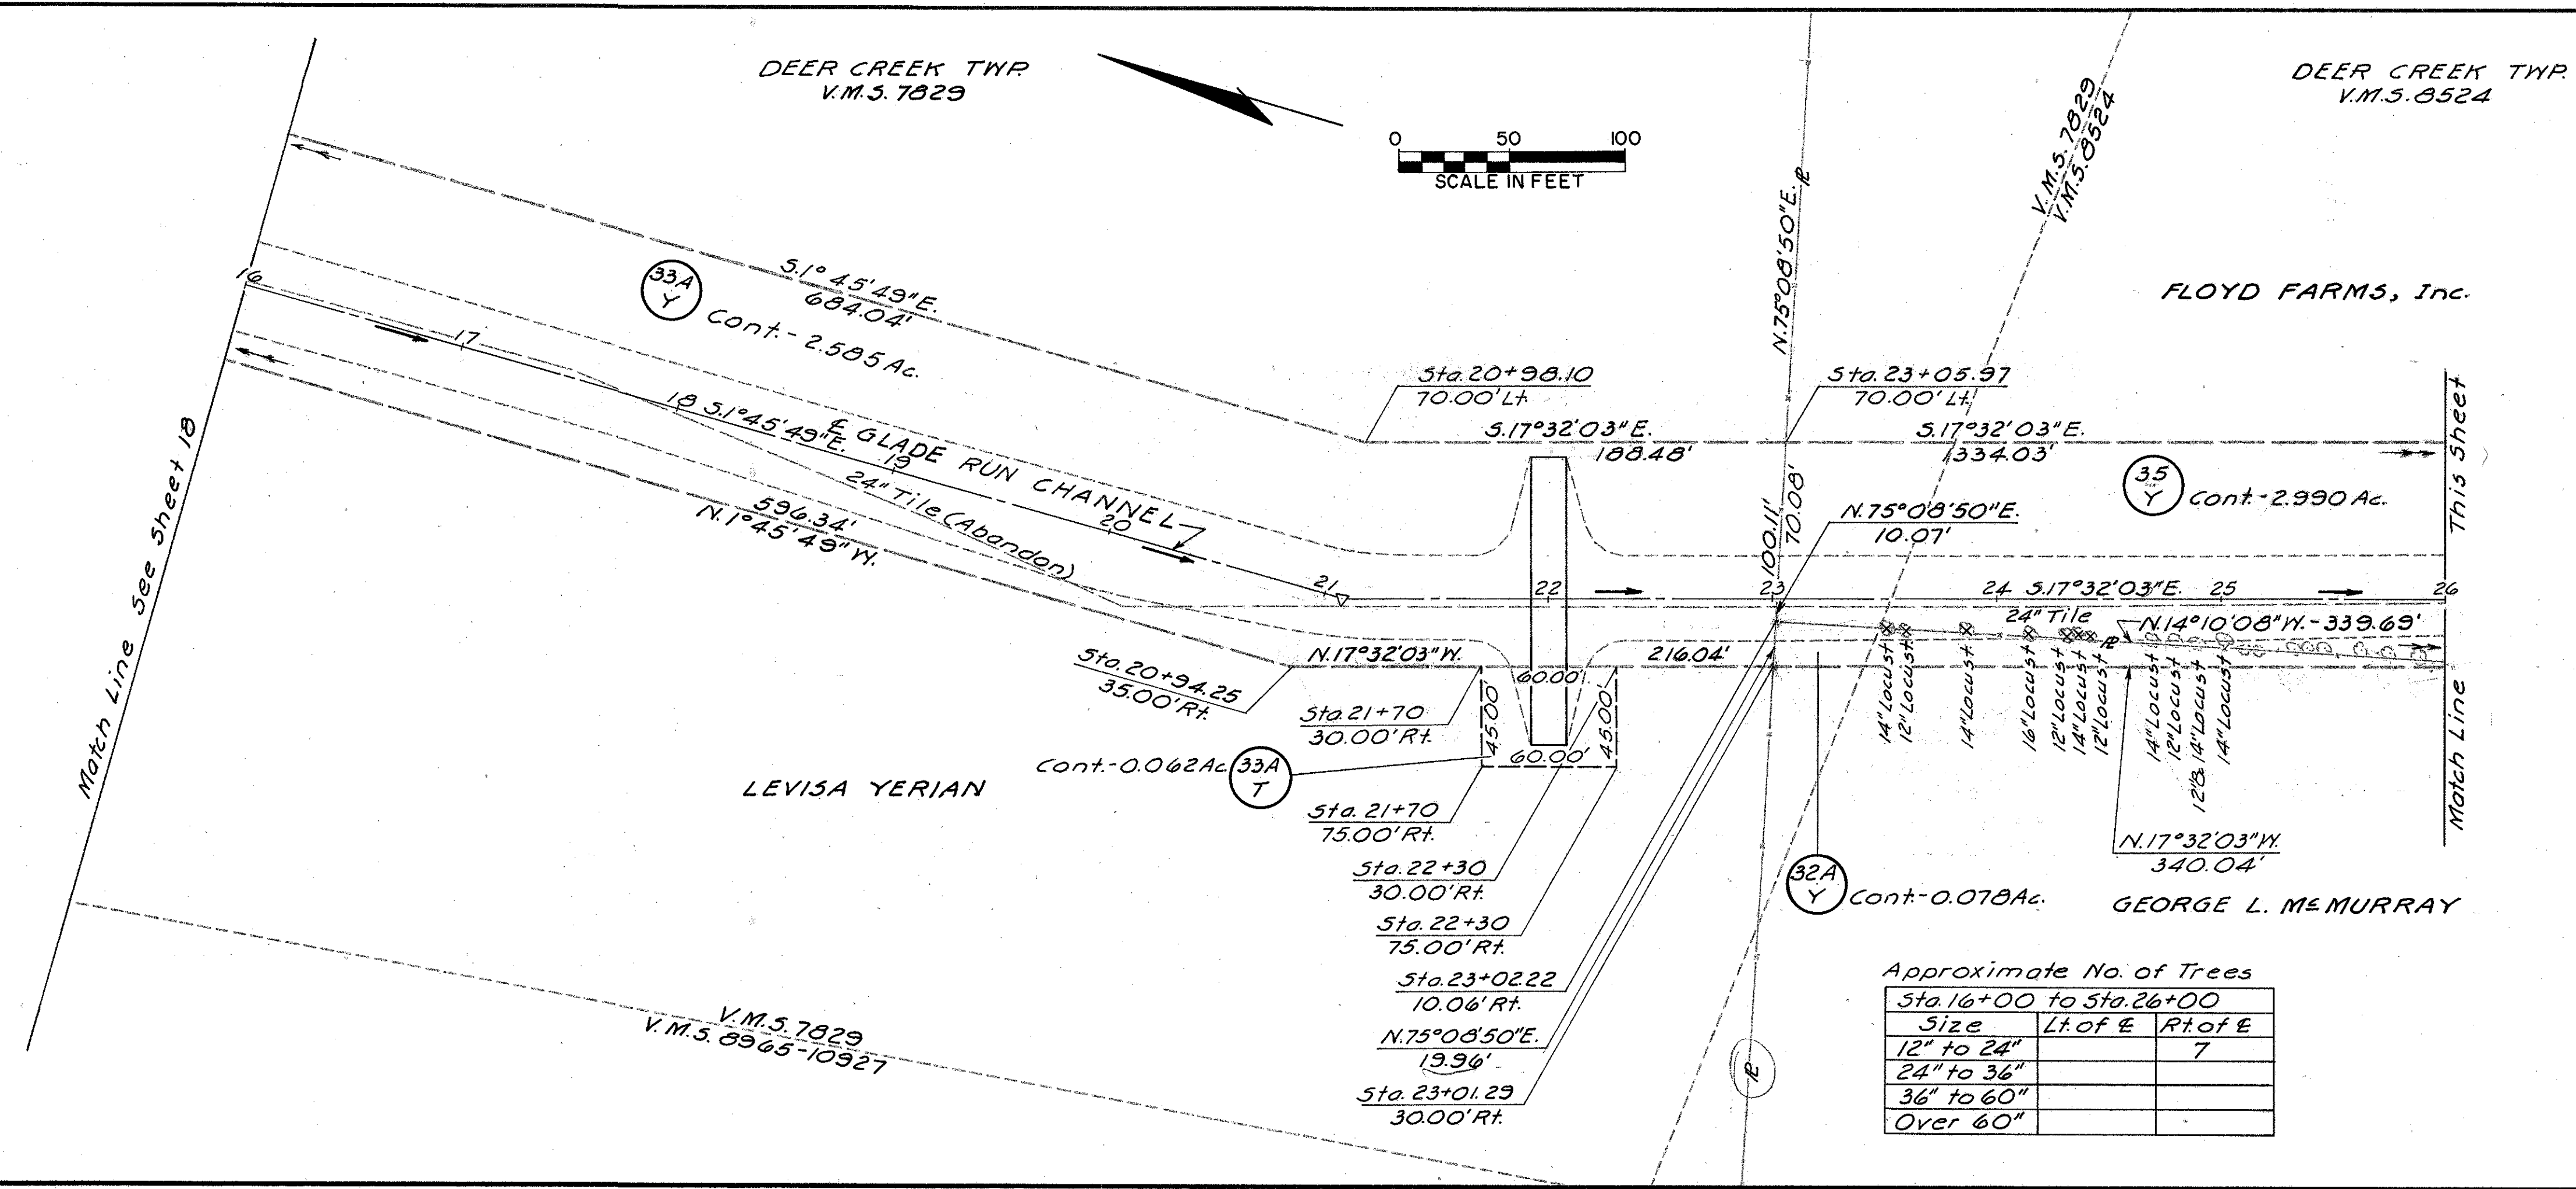 DEER CREEK TWP.
V.M.S. 7829
0 50 100
SCALE IN FEET
DEER CREEK TWP.
V.M.S. 8524
V.M.S. 7829
V.M.S. 8524
N.75°08'50"E.
PL
FLOYD FARMS, Inc.
16
17
18
19
20
21
22
23
24
25
26
33A
Y
Cont.- 2.585 Ac.
S.1° 45'49"E.
684.04'
S.1°45'49"E.
₠ GLADE RUN CHANNEL
24" Tile (Abandon)
596.34'
N.1°45'49"W.
Match Line See sheet 18
Sta. 20+98.10
70.00' Lt.
S.17°32'03"E.
188.48'
Sta. 23+05.97
70.00' Lt.
S.17°32'03"E.
1334.03'
100.11'
70.08'
N.75°08'50"E.
10.07'
35
Y
Cont.- 2.990 Ac.
This Sheet
Match Line
S.17°32'03"E.
24" Tile
N.14°10'08"W.-339.69'
PL
N.17°32'03"W.
216.04'
Sta. 20+94.25
35.00' Rt.
Sta. 21+70
30.00' Rt.
60.00'
45.00'
45.00'
60.00'
Cont.- 0.062 Ac.
33A
T
LEVISA YERIAN
Sta. 21+70
75.00' Rt.
Sta. 22+30
30.00' Rt.
Sta. 22+30
75.00' Rt.
Sta. 23+02.22
10.06' Rt.
N.75°08'50"E.
19.96'
Sta. 23+01.29
30.00' Rt.
14" Locust
12" Locust
14" Locust
16" Locust
12" Locust
14" Locust
12" Locust
14" Locust
12" Locust
12" & 14" Locust
14" Locust
N.17°32'03"W.
340.04'
32A
Y
Cont.- 0.078 Ac.
GEORGE L. McMURRAY
V.M.S. 7829
V.M.S. 8965-10927
PL
Approximate No. of Trees
Sta. 16+00 to Sta. 26+00
Size Lt. of ℄ Rt. of ℄
12" to 24" 7
24" to 36"
36" to 60"
Over 60"